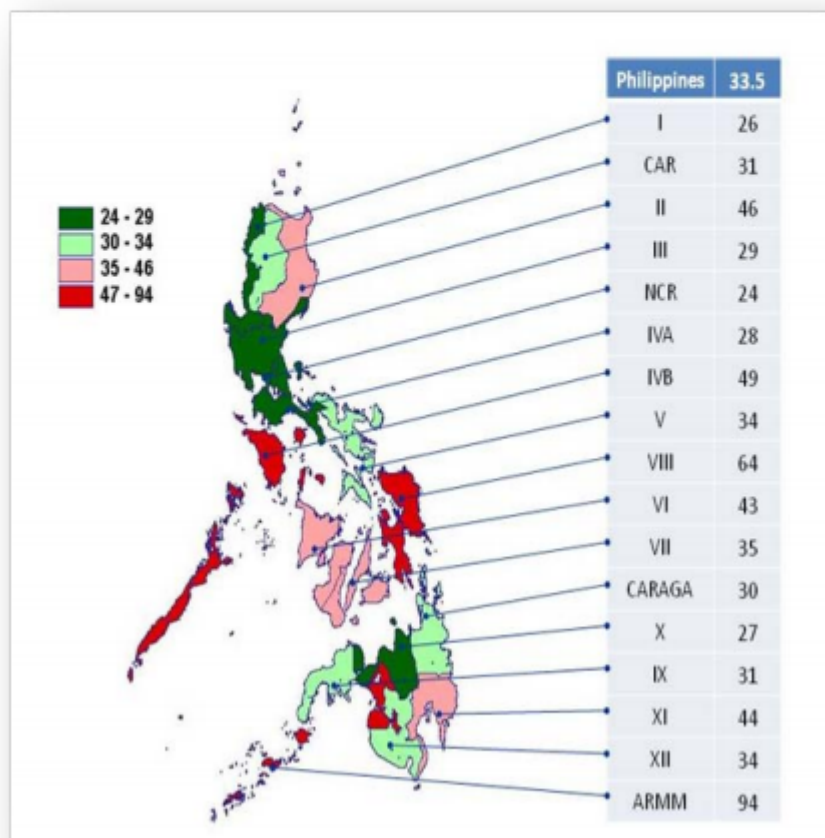 Philippines 33.5
I 26
CAR 31
II 46
III 29
NCR 24
IVA 28
IVB 49
V 34
VIII 64
VI 43
VII 35
CARAGA 30
X 27
IX 31
XI 44
XII 34
ARMM 94
24 - 29
30 - 34
35 - 46
47 - 94